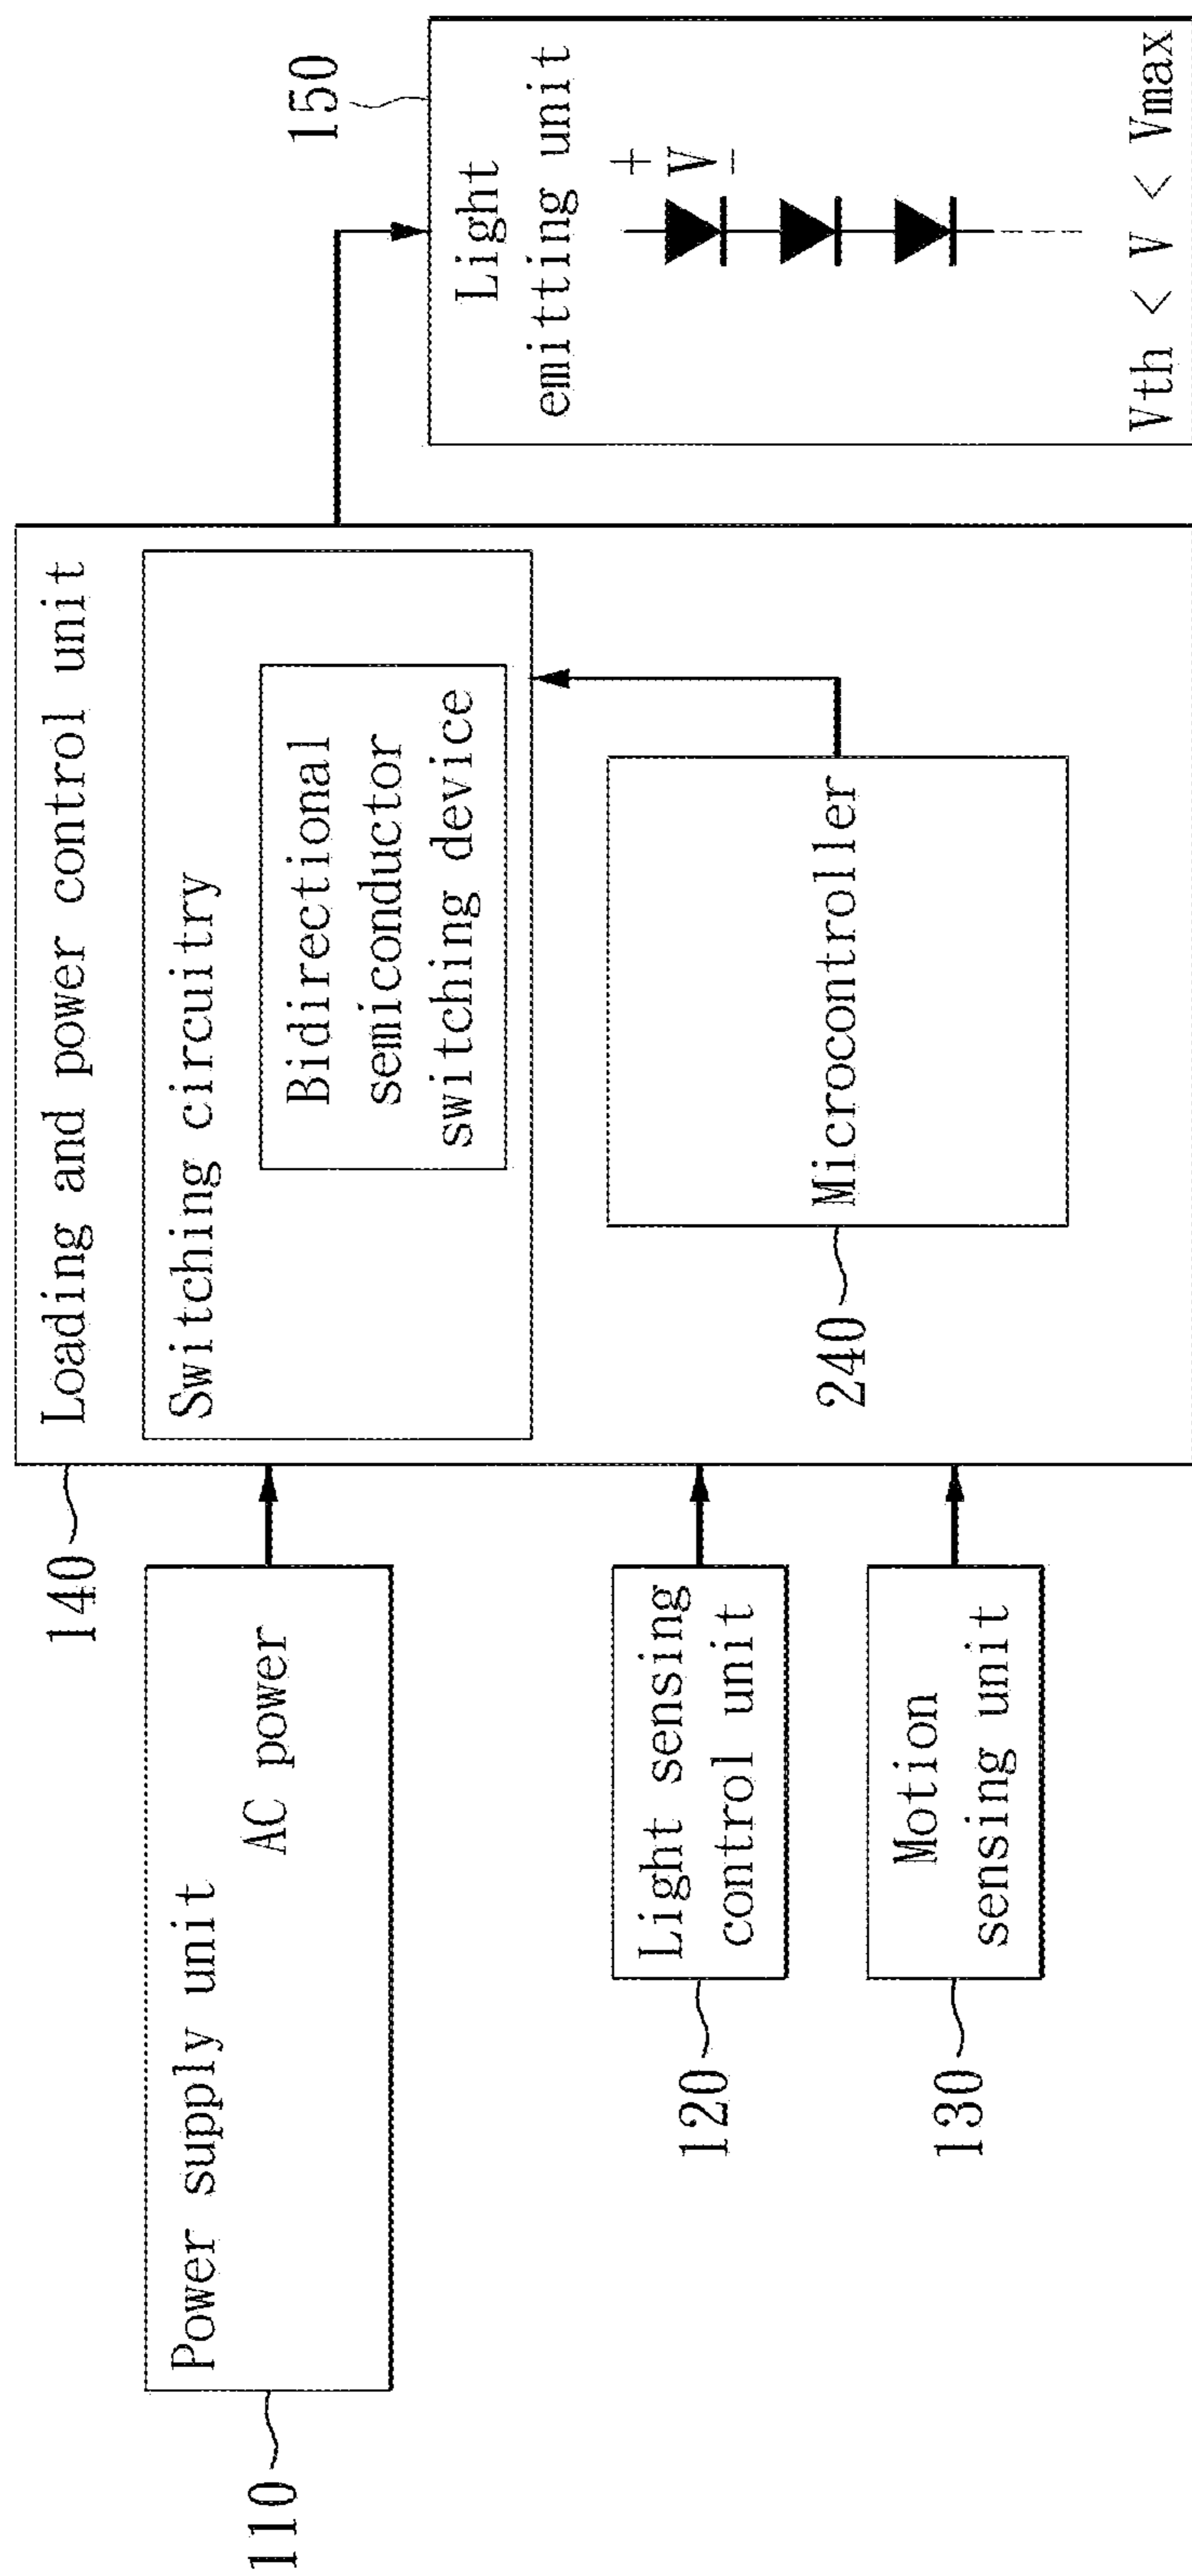 110
Power supply unit
AC power
120
Light sensing
control unit
130
Motion
sensing unit
140
Loading and power control unit
Switching circuitry
Bidirectional
semiconductor
switching device
240
Microcontroller
150
Light
emitting unit
+
V
−
Vth < V < Vmax